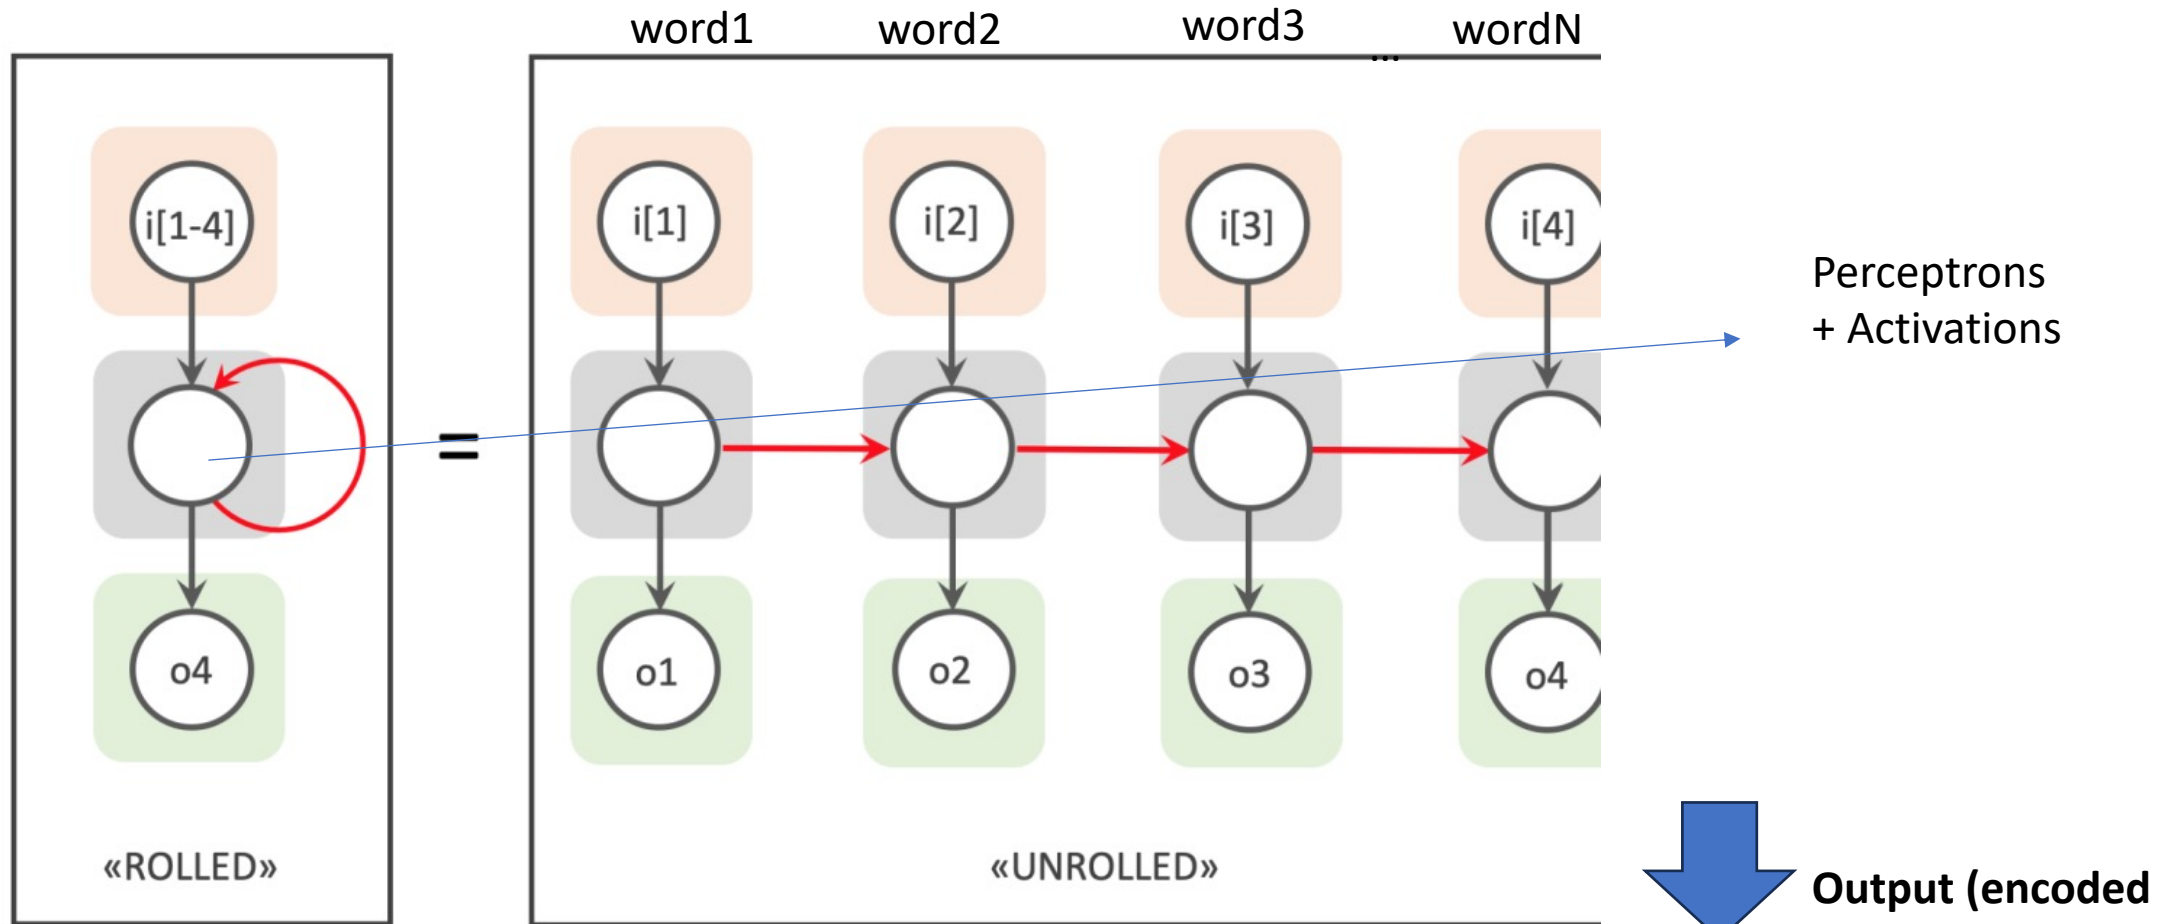 word1 word2 word3 ... wordN
i[1-4] i[1] i[2] i[3] i[4]
Perceptrons
+ Activations
=
o4 o1 o2 o3 o4
«ROLLED» «UNROLLED»
Output (encoded